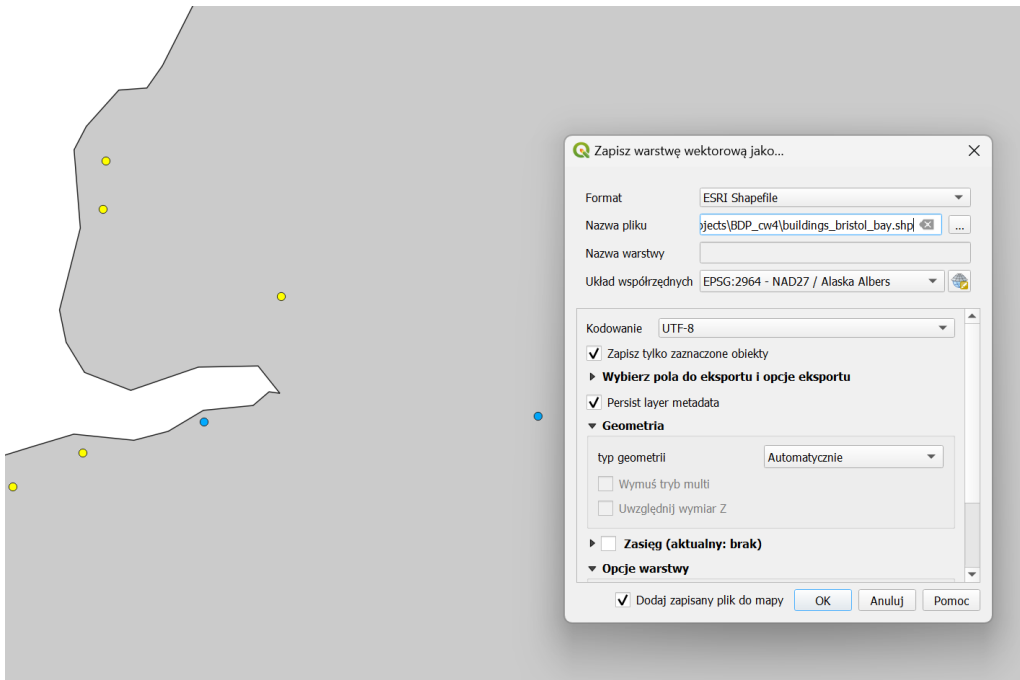 Zapisz warstwę wektorową jako...
Format ESRI Shapefile
Nazwa pliku ojects\BDP_cw4\buildings_bristol_bay.shp ...
Nazwa warstwy
Układ współrzędnych EPSG:2964 - NAD27 / Alaska Albers
Kodowanie UTF-8
Zapisz tylko zaznaczone obiekty
Wybierz pola do eksportu i opcje eksportu
Persist layer metadata
Geometria
typ geometrii Automatycznie
Wymuś tryb multi
Uwzględnij wymiar Z
Zasięg (aktualny: brak)
Opcje warstwy
Dodaj zapisany plik do mapy OK Anuluj Pomoc